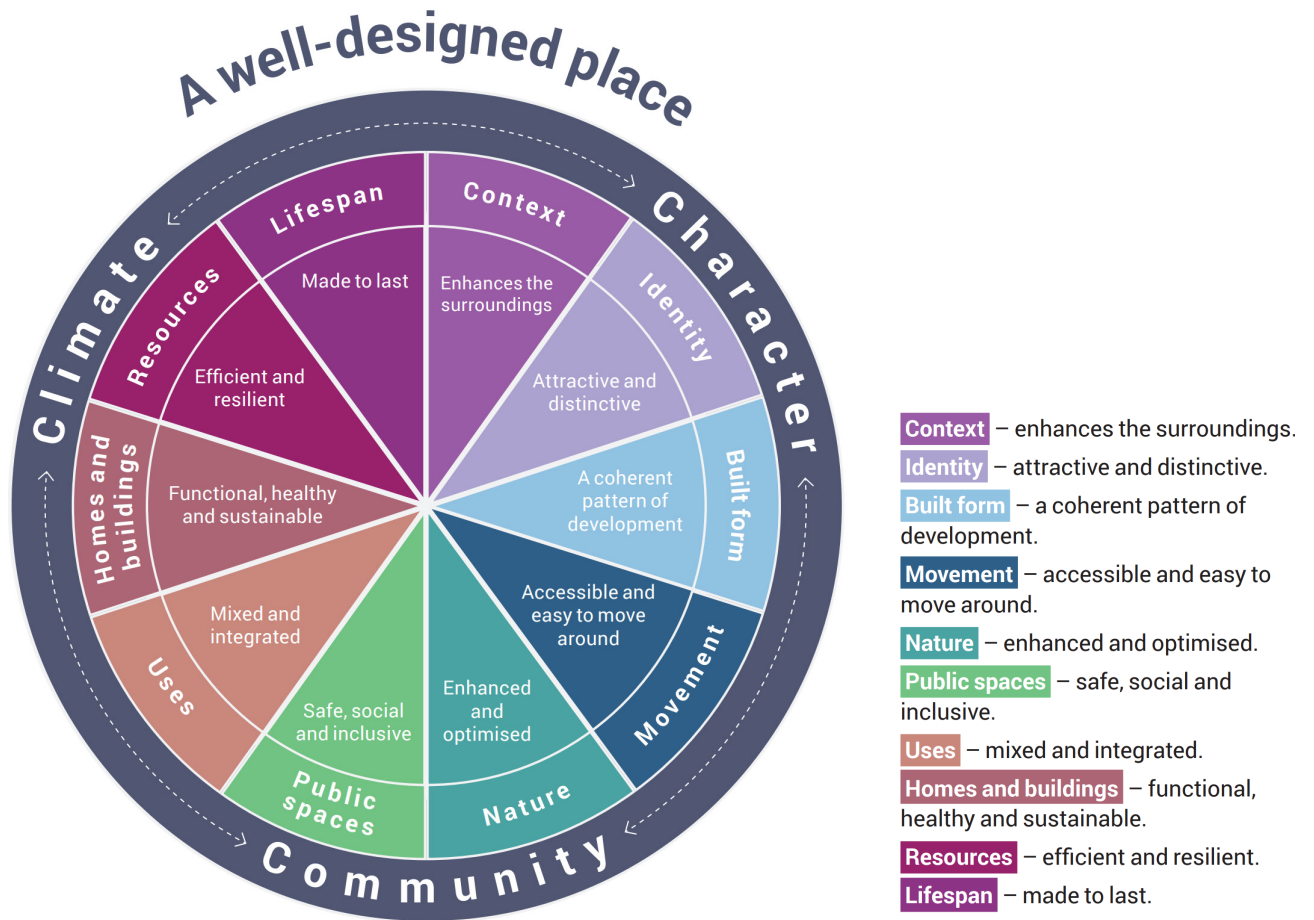 A well-designed place
Climate
Character
Community
Lifespan
Made to last
Context
Enhances the
surroundings
Identity
Attractive and
distinctive
Built form
A coherent
pattern of
development
Movement
Accessible and
easy to move
around
Nature
Enhanced
and
optimised
Public
spaces
Safe, social
and inclusive
Uses
Mixed and
integrated
Homes and
buildings
Functional, healthy
and sustainable
Resources
Efficient and
resilient
Context – enhances the surroundings.
Identity – attractive and distinctive.
Built form – a coherent pattern of
development.
Movement – accessible and easy to
move around.
Nature – enhanced and optimised.
Public spaces – safe, social and
inclusive.
Uses – mixed and integrated.
Homes and buildings – functional,
healthy and sustainable.
Resources – efficient and resilient.
Lifespan – made to last.